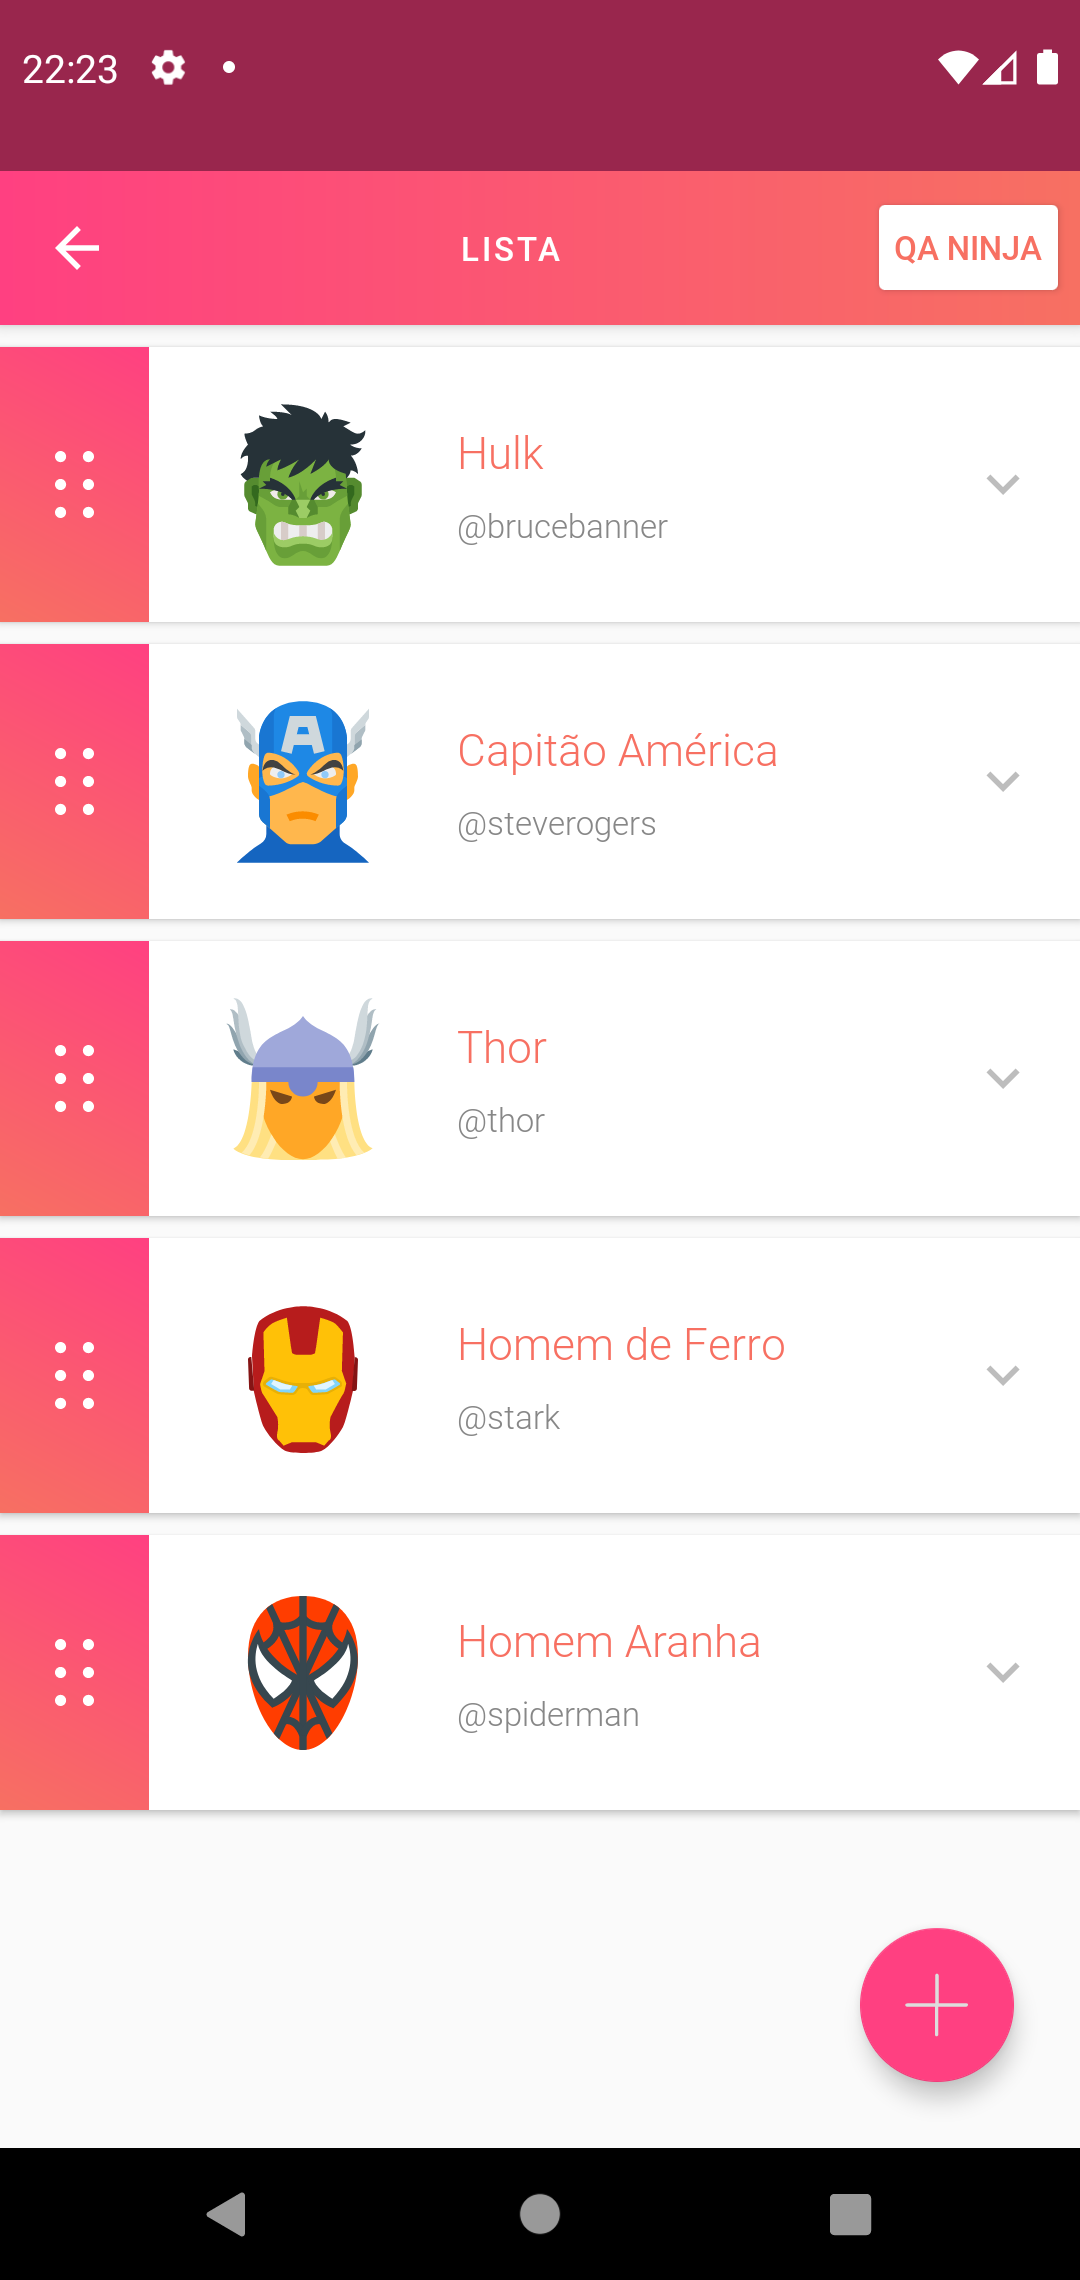 22:23
LISTA
QA NINJA
Hulk
@brucebanner
A
Capitão América
@steverogers
Thor
@thor
Homem de Ferro
@stark
Homem Aranha
@spiderman